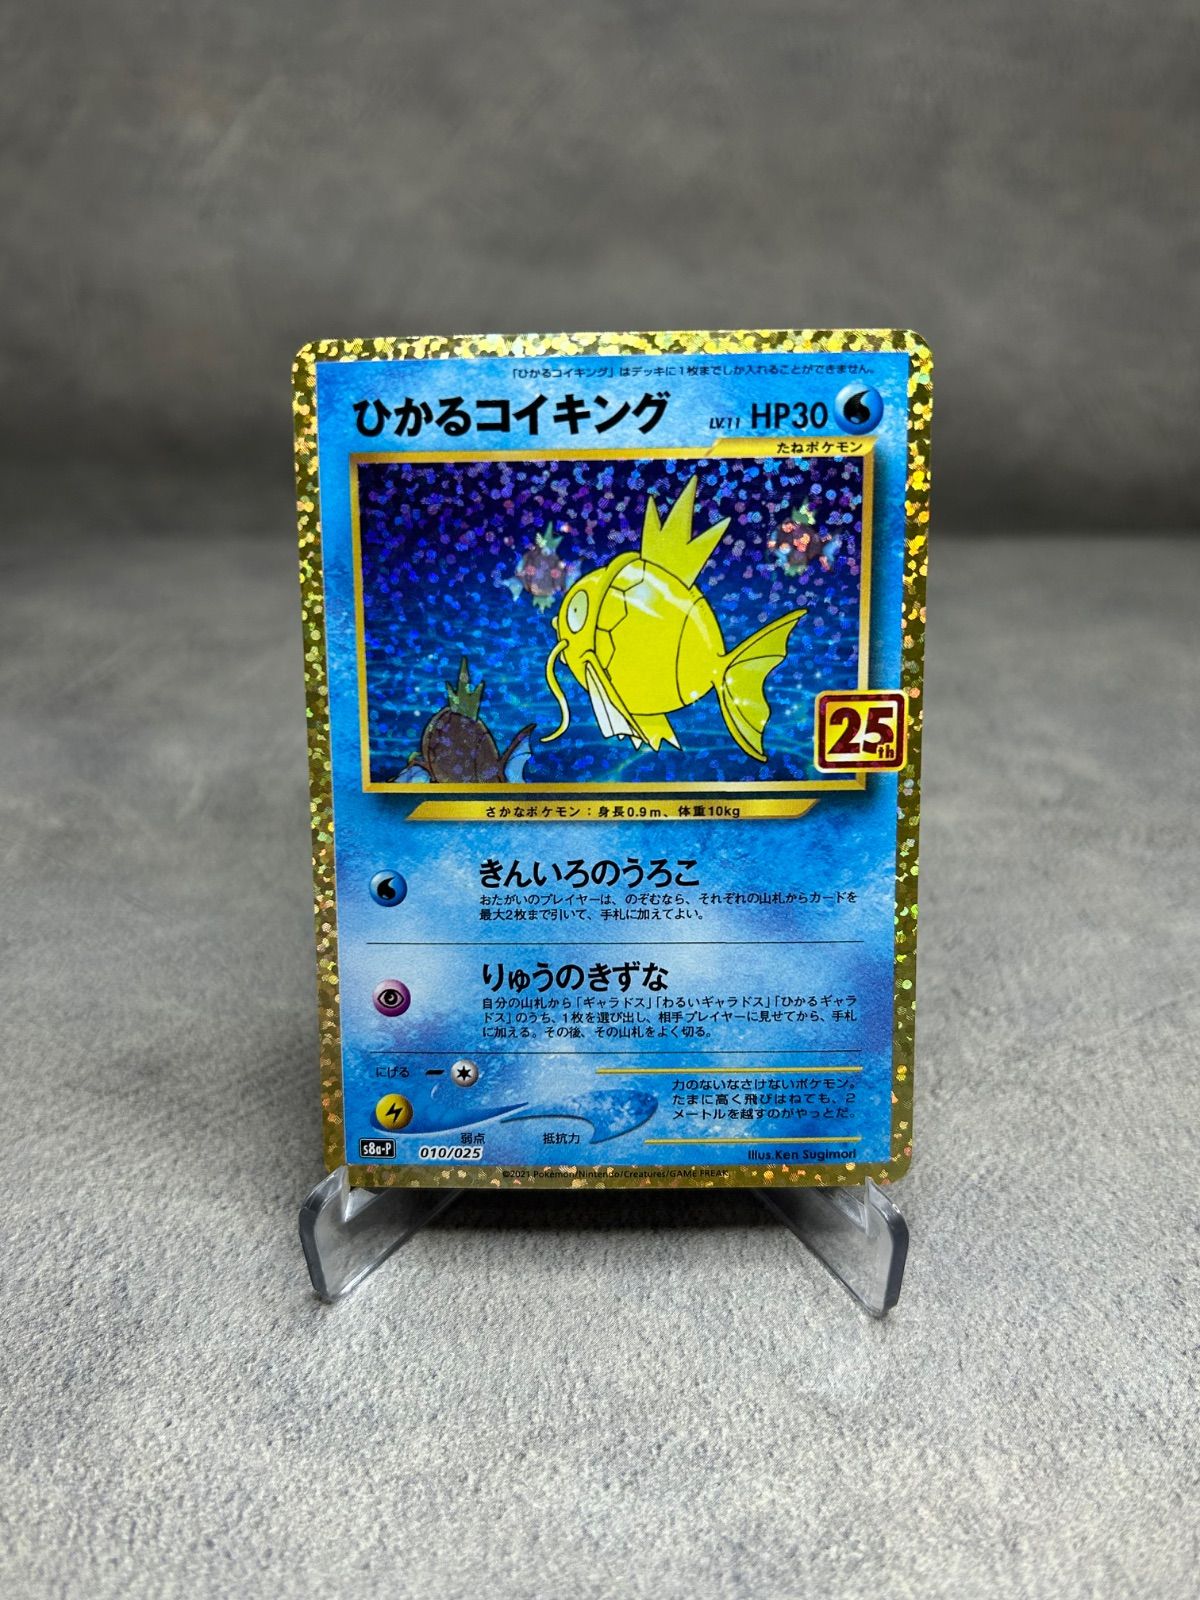 「ひかるコイキング」はデッキに1枚までしか入れることができません。
ひかるコイキング LV.11 HP30
たねポケモン
25th
さかなポケモン:身長0.9m、体重10kg
きんいろのうろこ
おたがいのプレイヤーは、のぞむなら、それぞれの山札からカードを
最大2枚まで引いて、手札に加えてよい。
りゅうのきずな
自分の山札から「ギャラドス」「わるいギャラドス」「ひかるギャラ
ドス」のうち、1枚を選び出し、相手プレイヤーに見せてから、手札
に加える。その後、その山札をよく切る。
にげる
力のないなさけないポケモン。
たまに高く飛びはねても、2
メートルを越すのがやっとだ。
弱点 抵抗力
s8a-P 010/025
Illus.Ken Sugimori
©2021 Pokémon/Nintendo/Creatures/GAME FREAK